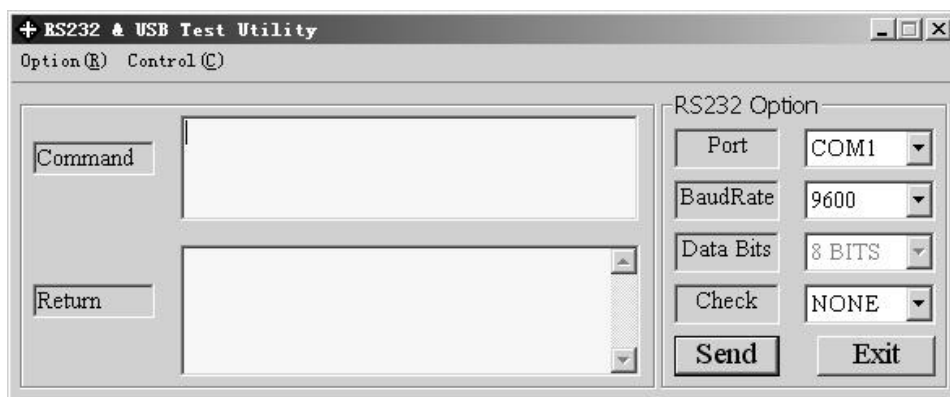 RS232 & USB Test Utility
Option(R) Control(C)
Command
Return
RS232 Option
Port COM1
BaudRate 9600
Data Bits 8 BITS
Check NONE
Send Exit